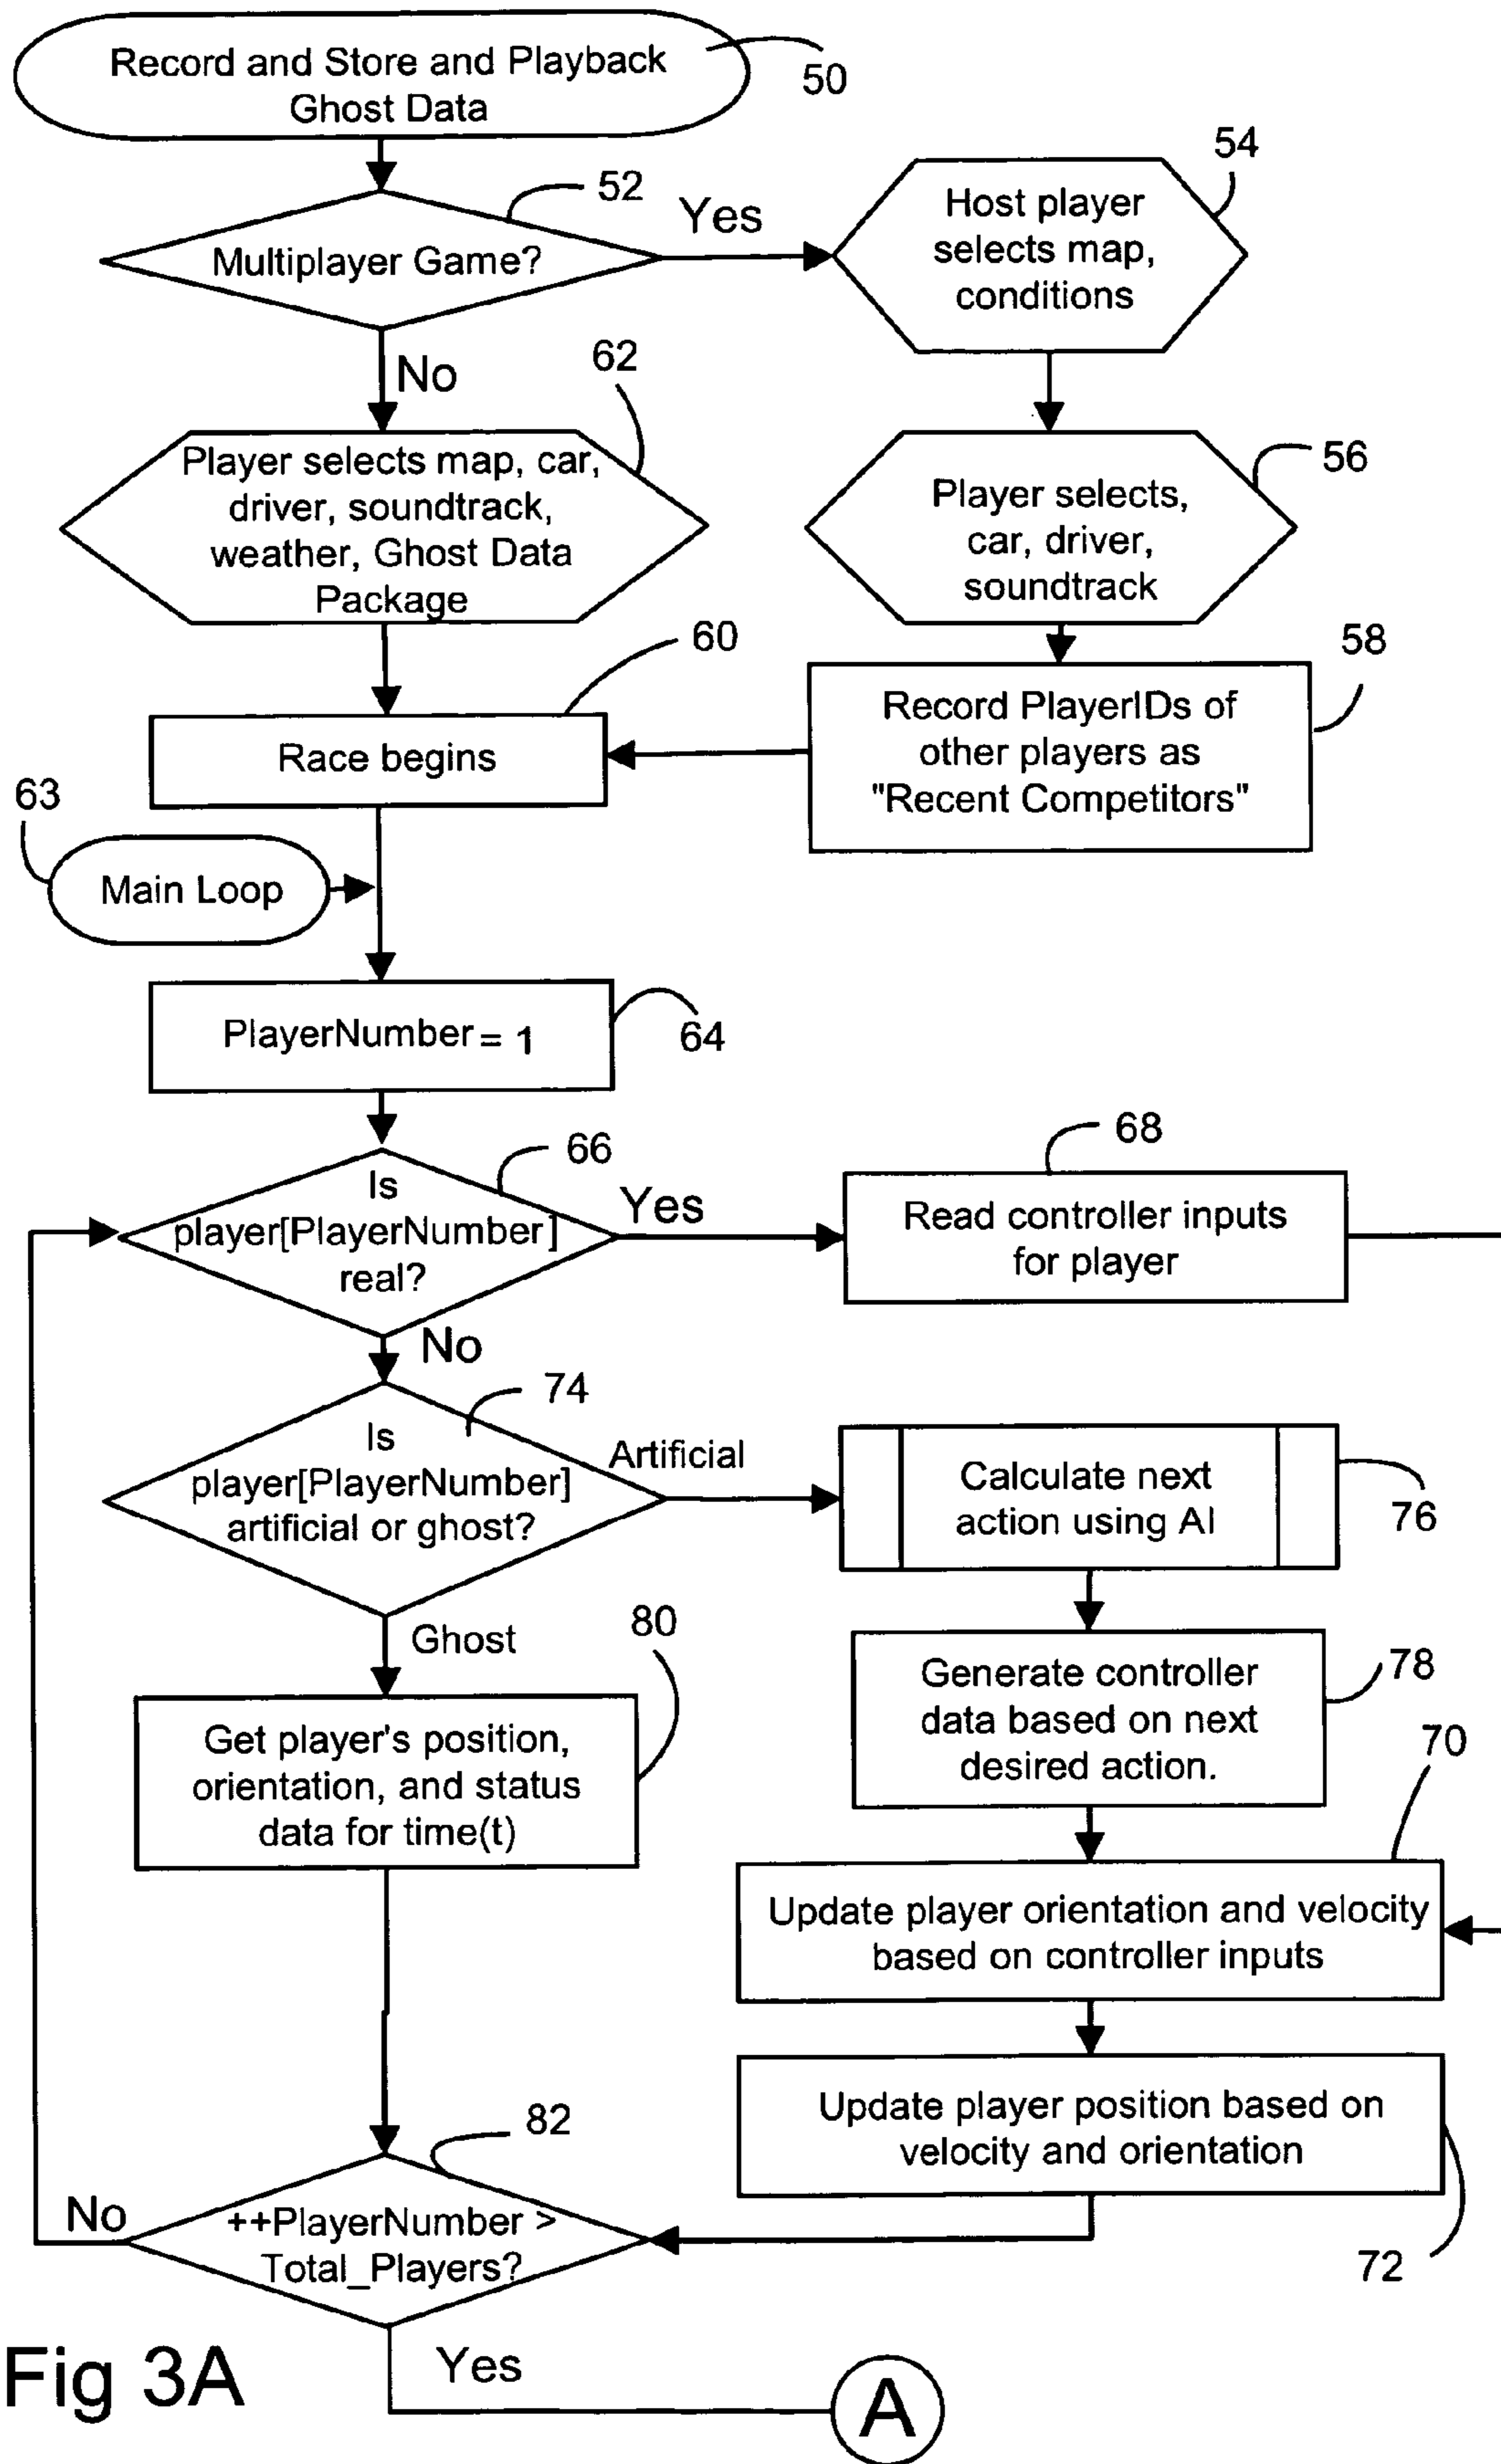 Record and Store and Playback
Ghost Data
50
Multiplayer Game?
52
Yes
Host player
selects map,
conditions
54
No
Player selects map, car,
driver, soundtrack,
weather, Ghost Data
Package
62
Player selects,
car, driver,
soundtrack
56
Record PlayerIDs of
other players as
"Recent Competitors"
58
Race begins
60
63
Main Loop
PlayerNumber = 1
64
Is
player[PlayerNumber]
real?
66
Yes
Read controller inputs
for player
68
No
Is
player[PlayerNumber]
artificial or ghost?
74
Artificial
Calculate next
action using AI
76
Generate controller
data based on next
desired action.
78
Ghost
Get player's position,
orientation, and status
data for time(t)
80
70
Update player orientation and velocity
based on controller inputs
Update player position based on
velocity and orientation
72
++PlayerNumber >
Total_Players?
82
No
Yes
A
Fig 3A